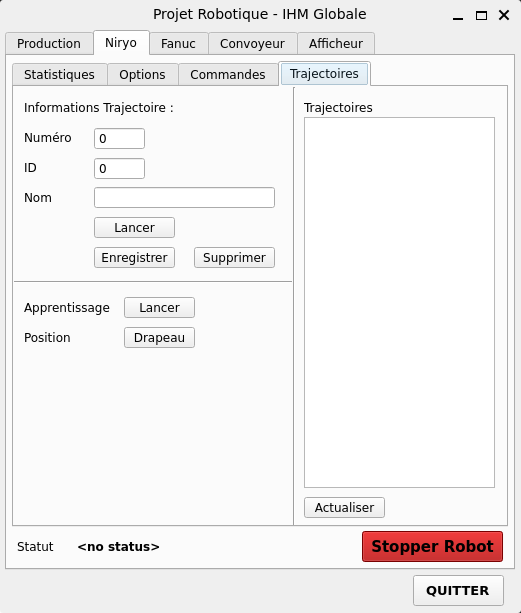 Projet Robotique - IHM Globale
Production Niryo Fanuc Convoyeur Afficheur
Statistiques Options Commandes Trajectoires
Informations Trajectoire :
Numéro 0
ID 0
Nom
Lancer
Enregistrer Supprimer
Apprentissage Lancer
Position Drapeau
Trajectoires
Actualiser
Statut <no status> Stopper Robot
QUITTER